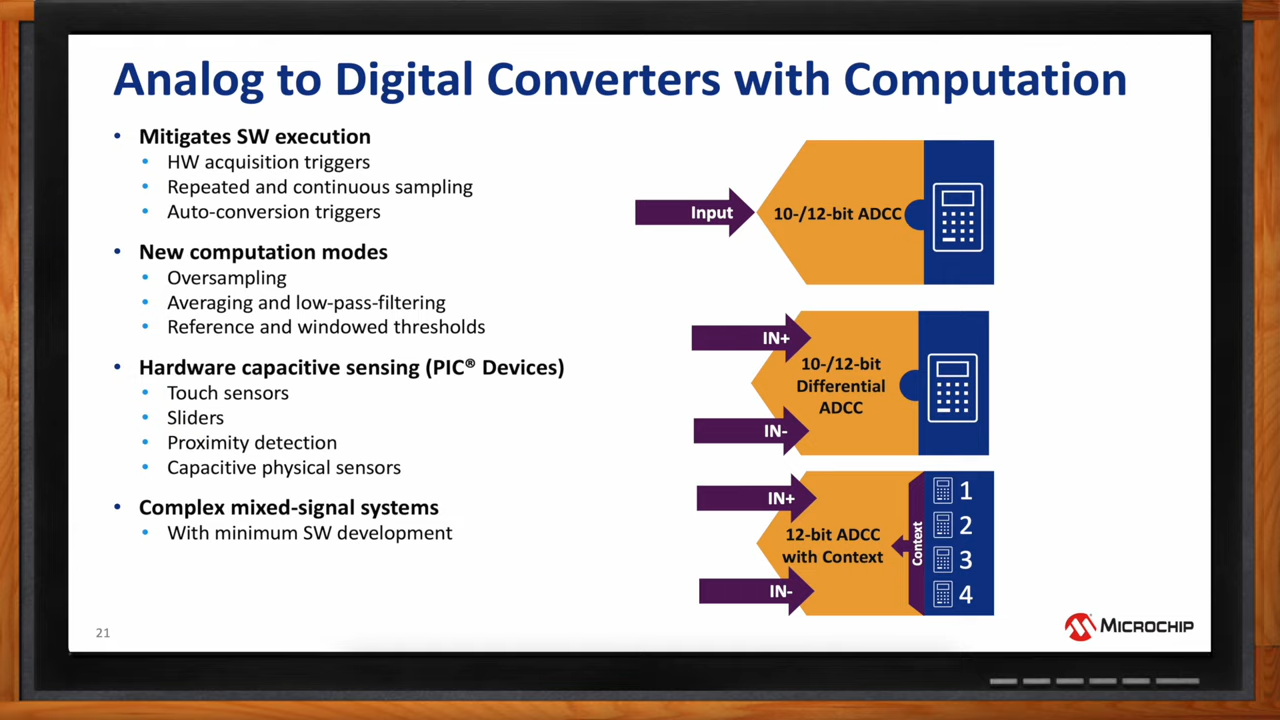 Analog to Digital Converters with Computation
• Mitigates SW execution
• HW acquisition triggers
• Repeated and continuous sampling
• Auto-conversion triggers
• New computation modes
• Oversampling
• Averaging and low-pass-filtering
• Reference and windowed thresholds
• Hardware capacitive sensing (PIC® Devices)
• Touch sensors
• Sliders
• Proximity detection
• Capacitive physical sensors
• Complex mixed-signal systems
• With minimum SW development
Input
10-/12-bit ADCC
IN+
10-/12-bit
Differential
ADCC
IN-
IN+
12-bit ADCC
with Context
IN-
Context
1
2
3
4
21
MICROCHIP